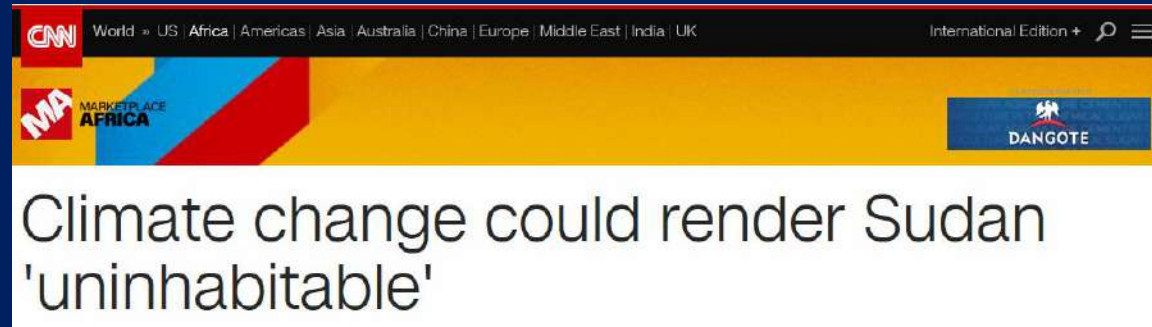 CNN World » US | Africa | Americas | Asia | Australia | China | Europe | Middle East | India | UK International Edition +
MA MARKETPLACE
AFRICA
DANGOTE
Climate change could render Sudan
'uninhabitable'